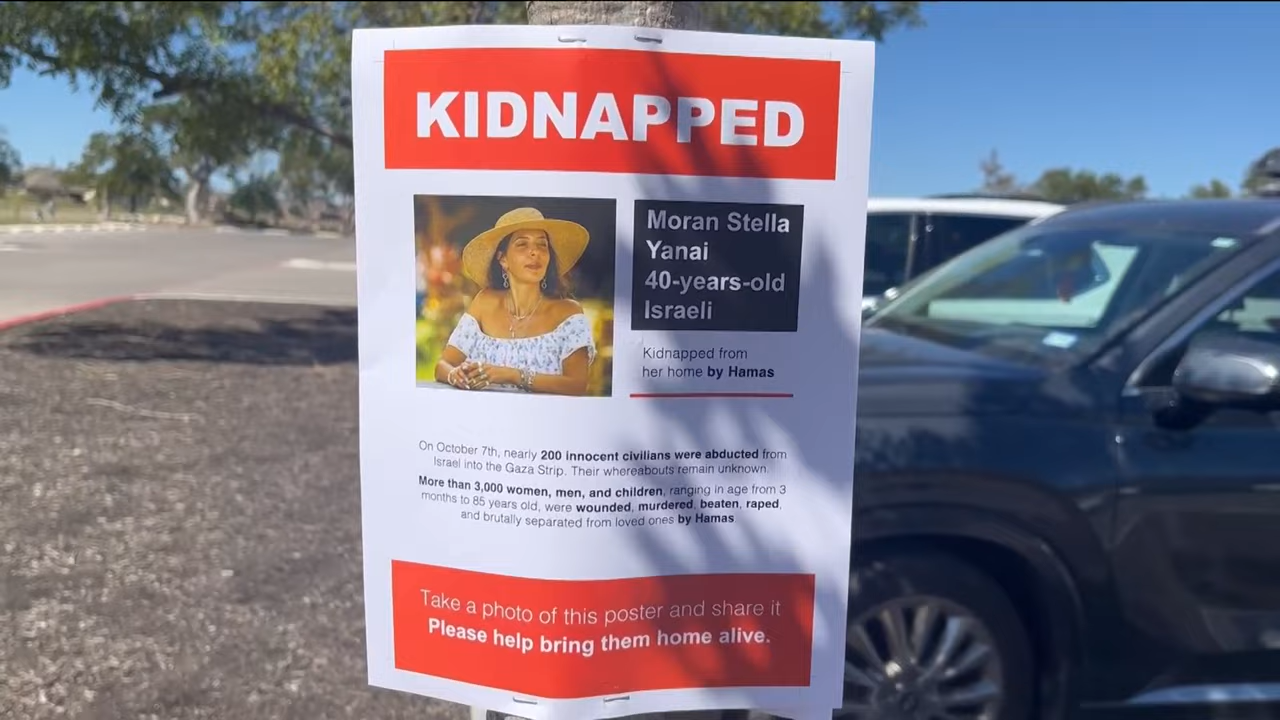 KIDNAPPED
Moran Stella
Yanai
40-years-old
Israeli
Kidnapped from
her home by Hamas
On October 7th, nearly 200 innocent civilians were abducted from
Israel into the Gaza Strip. Their whereabouts remain unknown.
More than 3,000 women, men, and children, ranging in age from 3
months to 85 years old, were wounded, murdered, beaten, raped,
and brutally separated from loved ones by Hamas.
Take a photo of this poster and share it
Please help bring them home alive.